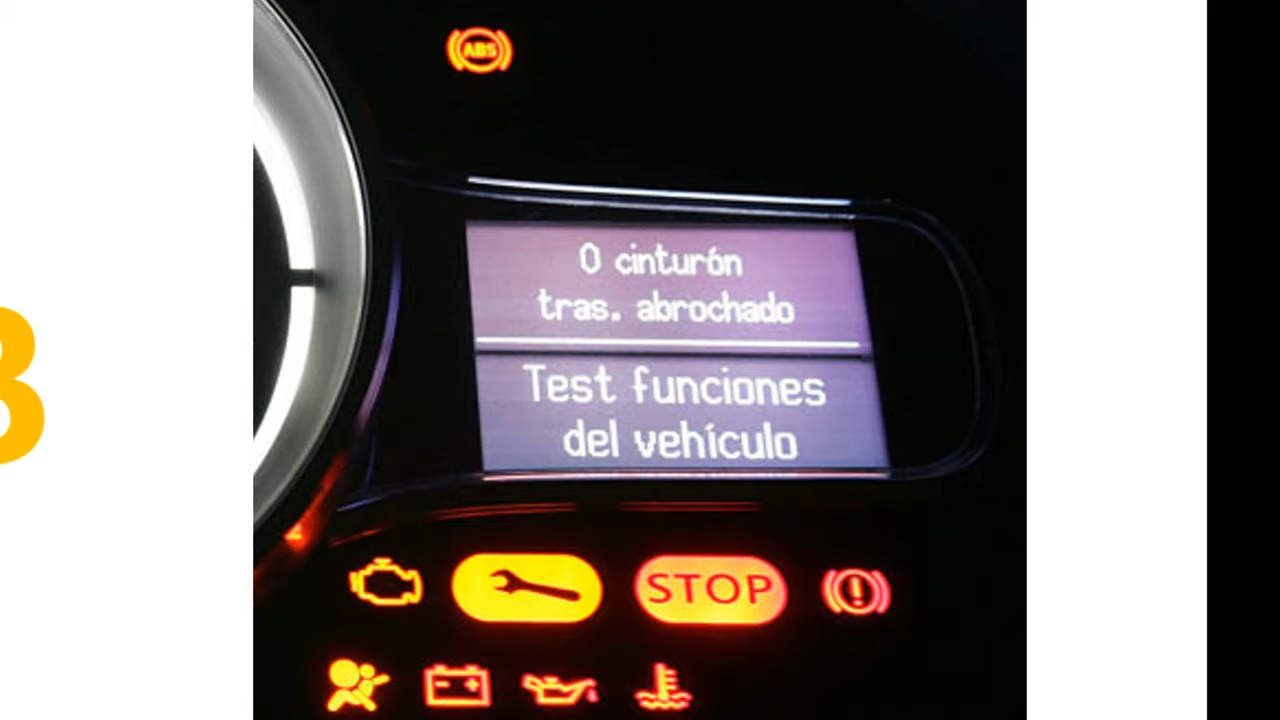 ABS
0 cinturón
tras. abrochado
Test funciones
del vehículo
STOP